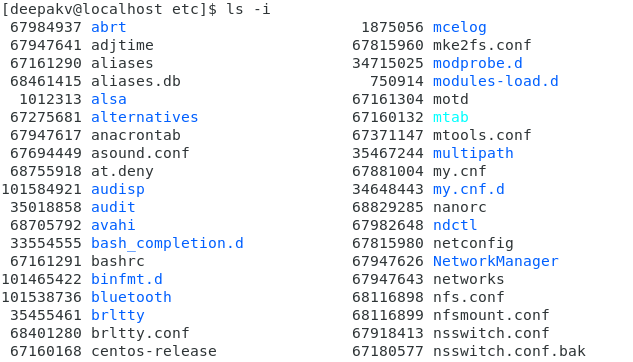 [deepakv@localhost etc]$ ls -i
67984937 abrt 1875056 mcelog
67947641 adjtime 67815960 mke2fs.conf
67161290 aliases 34715025 modprobe.d
68461415 aliases.db 750914 modules-load.d
1012313 alsa 67161304 motd
67275681 alternatives 67160132 mtab
67947617 anacrontab 67371147 mtools.conf
67694449 asound.conf 35467244 multipath
68755918 at.deny 67881004 my.cnf
101584921 audisp 34648443 my.cnf.d
35018858 audit 68829285 nanorc
68705792 avahi 67982648 ndctl
33554555 bash_completion.d 67815980 netconfig
67161291 bashrc 67947626 NetworkManager
101465422 binfmt.d 67947643 networks
101538736 bluetooth 68116898 nfs.conf
35455461 brltty 68116899 nfsmount.conf
68401280 brltty.conf 67918413 nsswitch.conf
67160168 centos-release 67180577 nsswitch.conf.bak